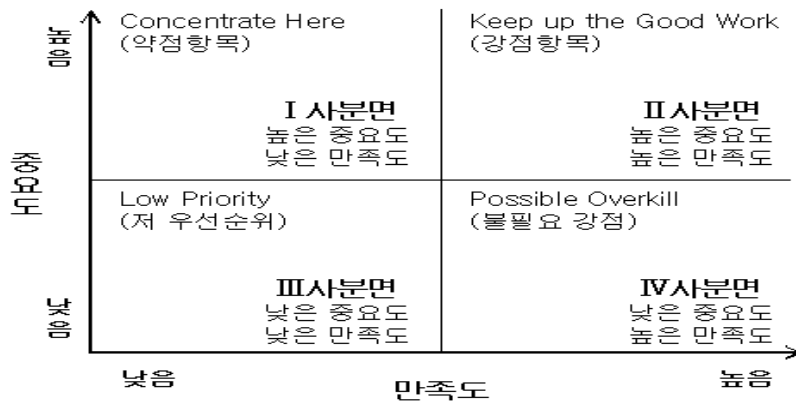 Concentrate Here
(약점항목)
Ⅰ 사분면
높은 중요도
낮은 만족도
Keep up the Good Work
(강점항목)
Ⅱ사분면
높은 중요도
높은 만족도
높음
중요도
낮음
Low Priority
(저 우선순위)
Ⅲ사분면
낮은 중요도
낮은 만족도
Possible Overkill
(불필요 강점)
Ⅳ사분면
낮은 중요도
높은 만족도
낮음
만족도
높음